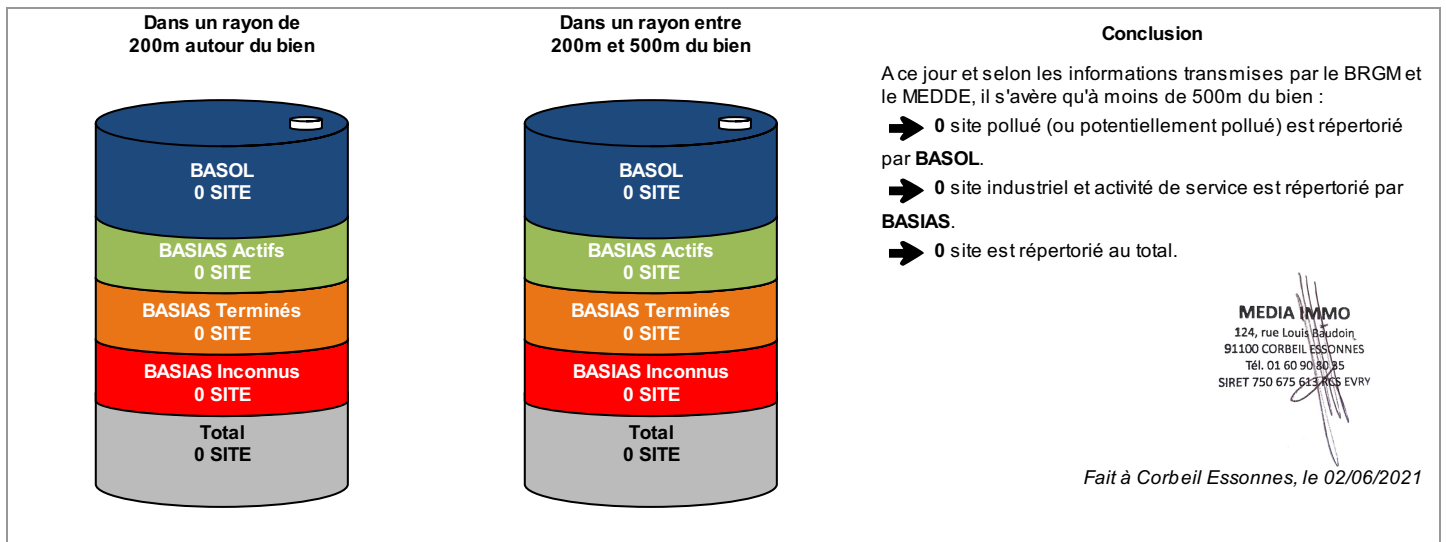 Dans un rayon de
200m autour du bien
BASOL
0 SITE
BASIAS Actifs
0 SITE
BASIAS Terminés
0 SITE
BASIAS Inconnus
0 SITE
Total
0 SITE
Dans un rayon entre
200m et 500m du bien
BASOL
0 SITE
BASIAS Actifs
0 SITE
BASIAS Terminés
0 SITE
BASIAS Inconnus
0 SITE
Total
0 SITE
Conclusion
A ce jour et selon les informations transmises par le BRGM et
le MEDDE, il s'avère qu'à moins de 500m du bien :
0 site pollué (ou potentiellement pollué) est répertorié
par BASOL.
0 site industriel et activité de service est répertorié par
BASIAS.
0 site est répertorié au total.
MEDIA IMMO
124, rue Louis Baudoin
91100 CORBEIL ESSONNES
Tél. 01 60 90 80 85
SIRET 750 675 613 RCS EVRY
Fait à Corbeil Essonnes, le 02/06/2021